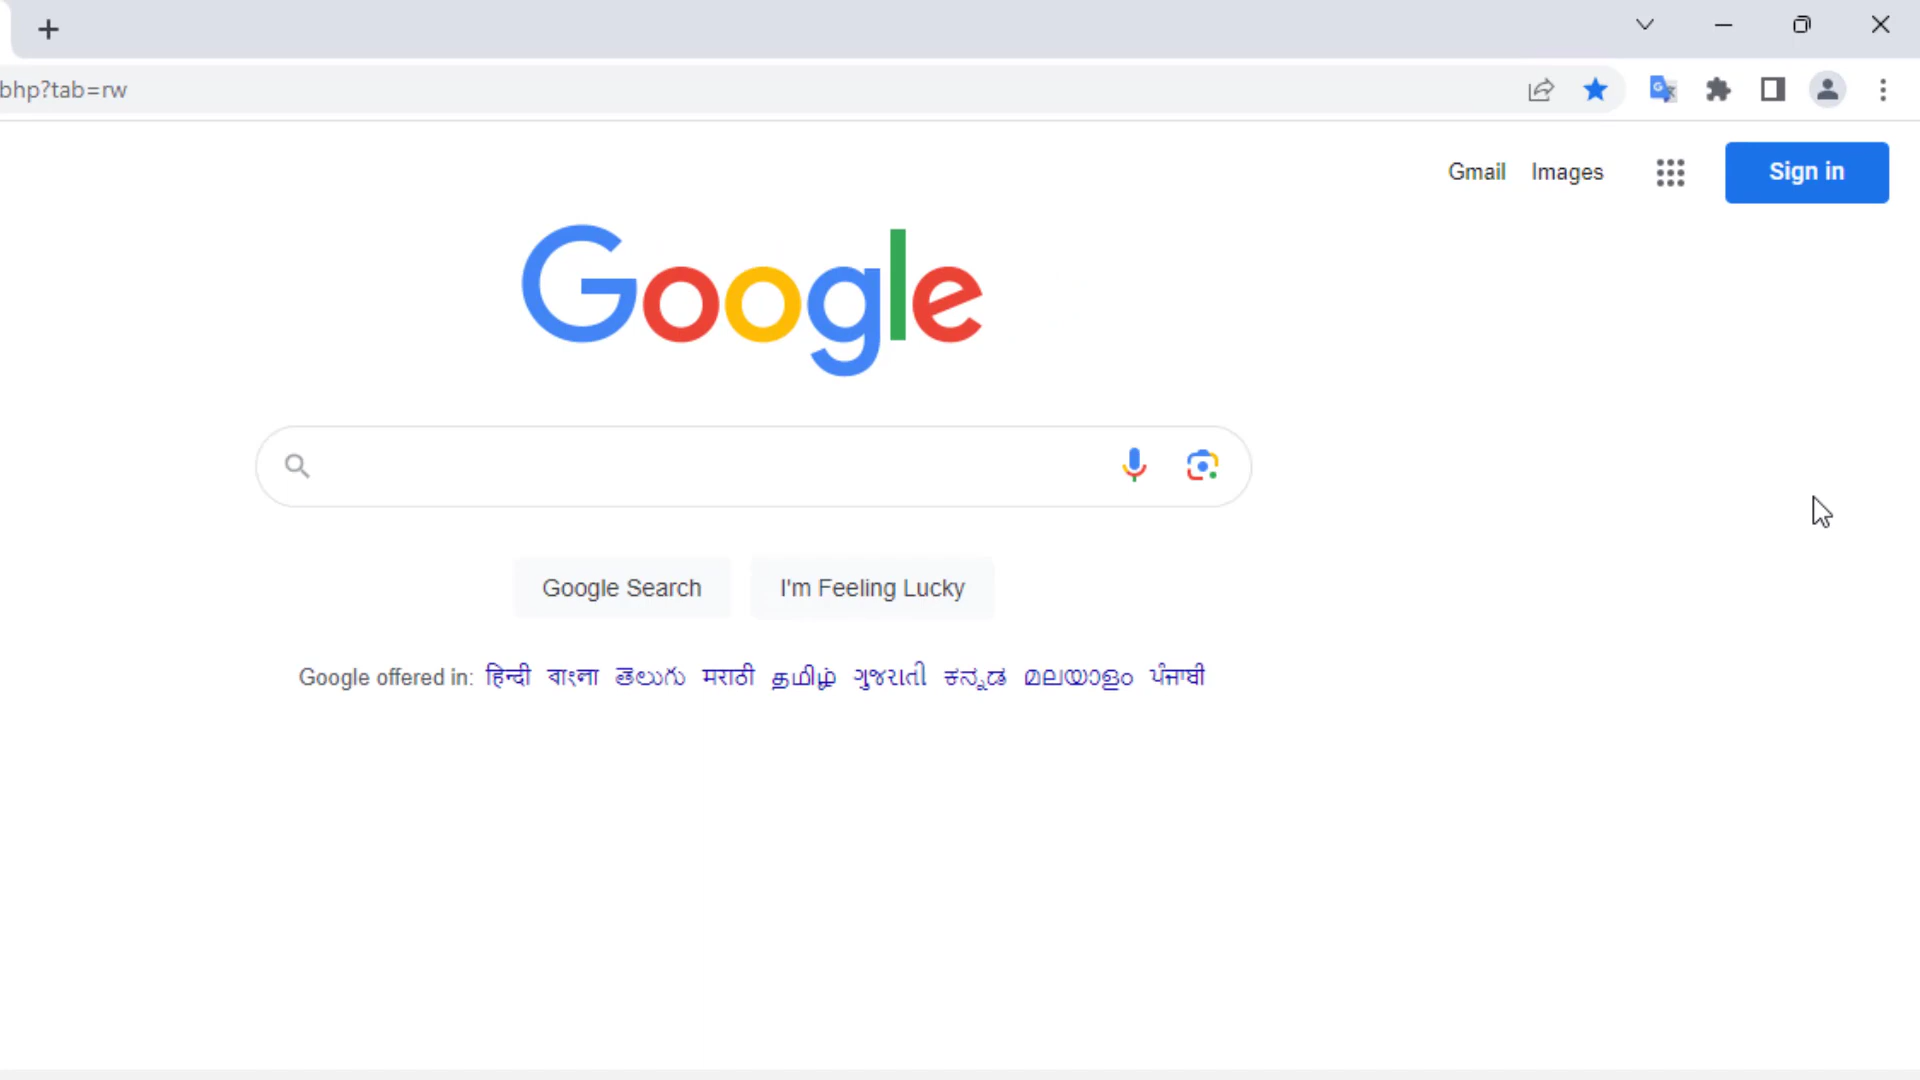 bhp?tab=rw
Gmail Images Sign in
Google
Google Search I'm Feeling Lucky
Google offered in: हिन्दी বাংলা తెలుగు मराठी தமிழ் ગુજરાતી ಕನ್ನಡ മലയാളം ਪੰਜਾਬੀ